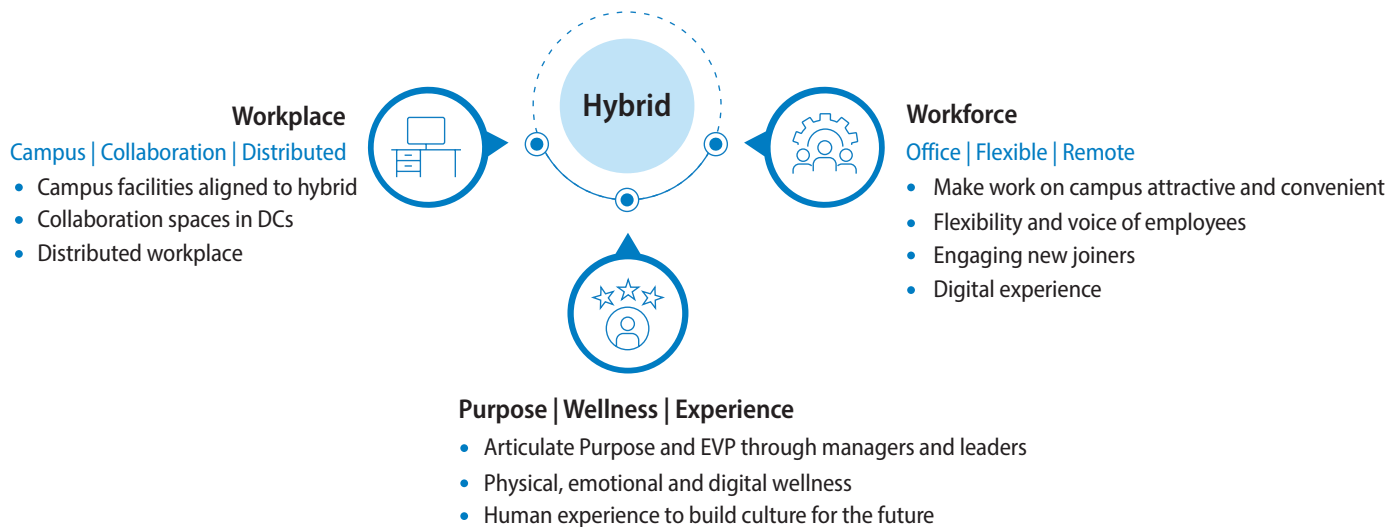 Hybrid
Workplace
Campus | Collaboration | Distributed
• Campus facilities aligned to hybrid
• Collaboration spaces in DCs
• Distributed workplace
Workforce
Office | Flexible | Remote
• Make work on campus attractive and convenient
• Flexibility and voice of employees
• Engaging new joiners
• Digital experience
Purpose | Wellness | Experience
• Articulate Purpose and EVP through managers and leaders
• Physical, emotional and digital wellness
• Human experience to build culture for the future